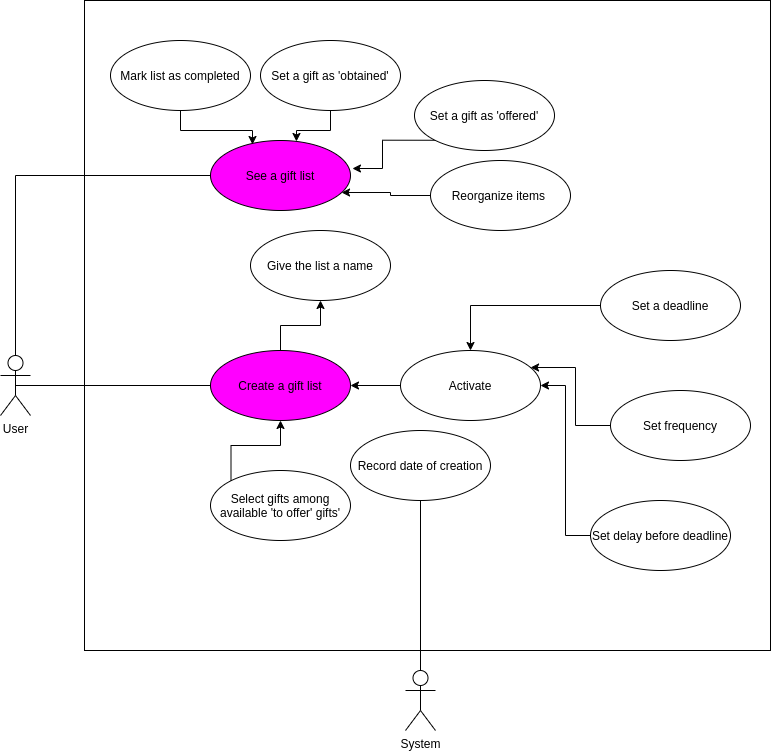 Mark list as completed
Set a gift as 'obtained'
Set a gift as 'offered'
See a gift list
Reorganize items
Give the list a name
Set a deadline
Create a gift list
Activate
User
Set frequency
Record date of creation
Select gifts among
available 'to offer' gifts'
Set delay before deadline
System